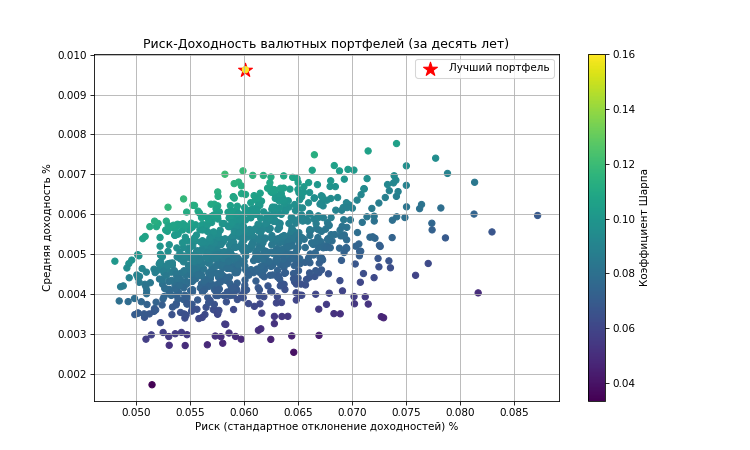 Риск-Доходность валютных портфелей (за десять лет)
Лучший портфель
Средняя доходность %
0.010
0.009
0.008
0.007
0.006
0.005
0.004
0.003
0.002
0.050 0.055 0.060 0.065 0.070 0.075 0.080 0.085
Риск (стандартное отклонение доходностей) %
0.16
0.14
0.12
0.10
0.08
0.06
0.04
Коэффициент Шарпа